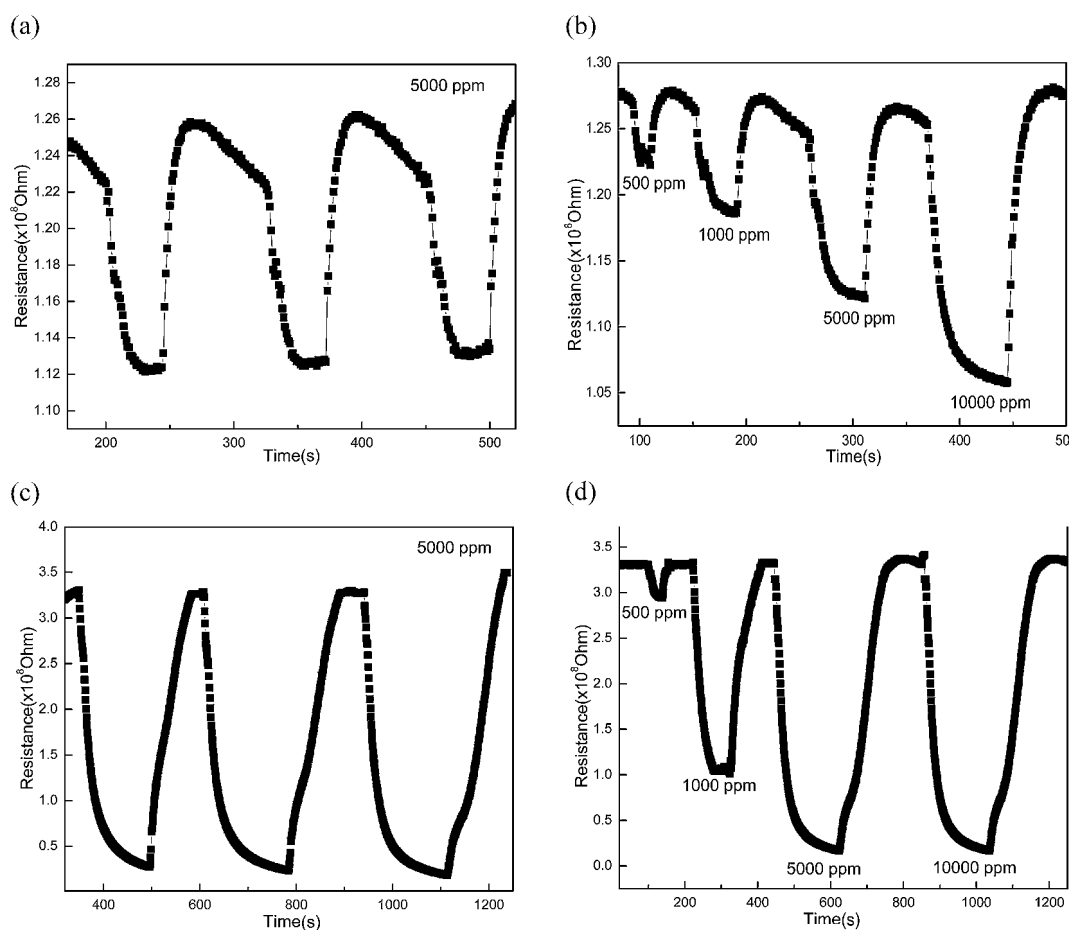 (a)
5000 ppm
1.28
1.26
1.24
1.22
1.20
1.18
1.16
1.14
1.12
1.10
Resistance(x10⁸Ohm)
200 300 400 500
Time(s)
(b)
1.30
1.25
1.20
1.15
1.10
1.05
Resistance(x10⁸Ohm)
500 ppm
1000 ppm
5000 ppm
10000 ppm
100 200 300 400 50
Time(s)
(c)
5000 ppm
4.0
3.5
3.0
2.5
2.0
1.5
1.0
0.5
Resistance(x10⁸Ohm)
400 600 800 1000 1200
Time(s)
(d)
3.5
3.0
2.5
2.0
1.5
1.0
0.5
0.0
Resistance(x10⁸Ohm)
500 ppm
1000 ppm
5000 ppm
10000 ppm
0 200 400 600 800 1000 1200
Time(s)